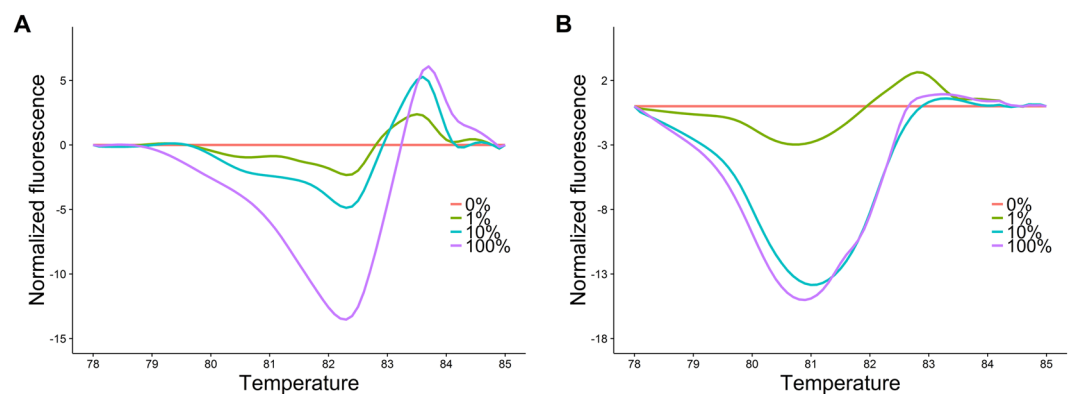 A
Normalized fluorescence
5
0
-5
-10
-15
78 79 80 81 82 83 84 85
Temperature
0%
1%
10%
100%
B
Normalized fluorescence
2
-3
-8
-13
-18
78 79 80 81 82 83 84 85
Temperature
0%
1%
10%
100%